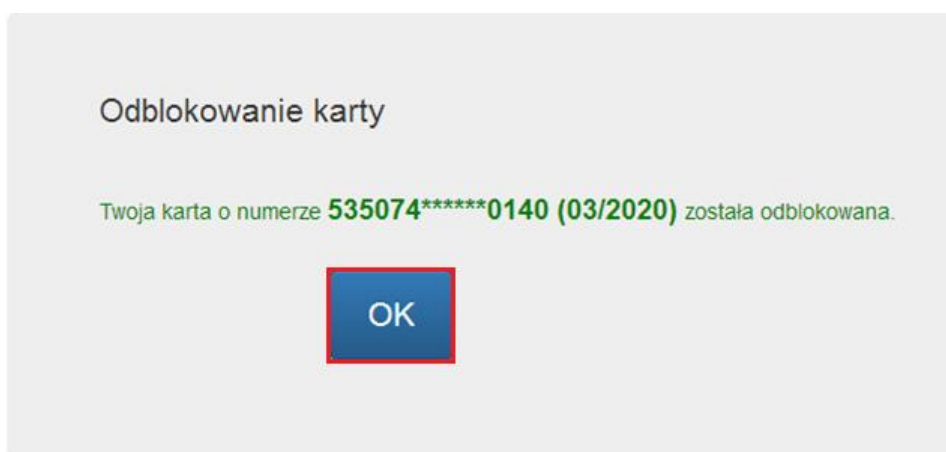 Odblokowanie karty
Twoja karta o numerze 535074******0140 (03/2020) została odblokowana.
OK